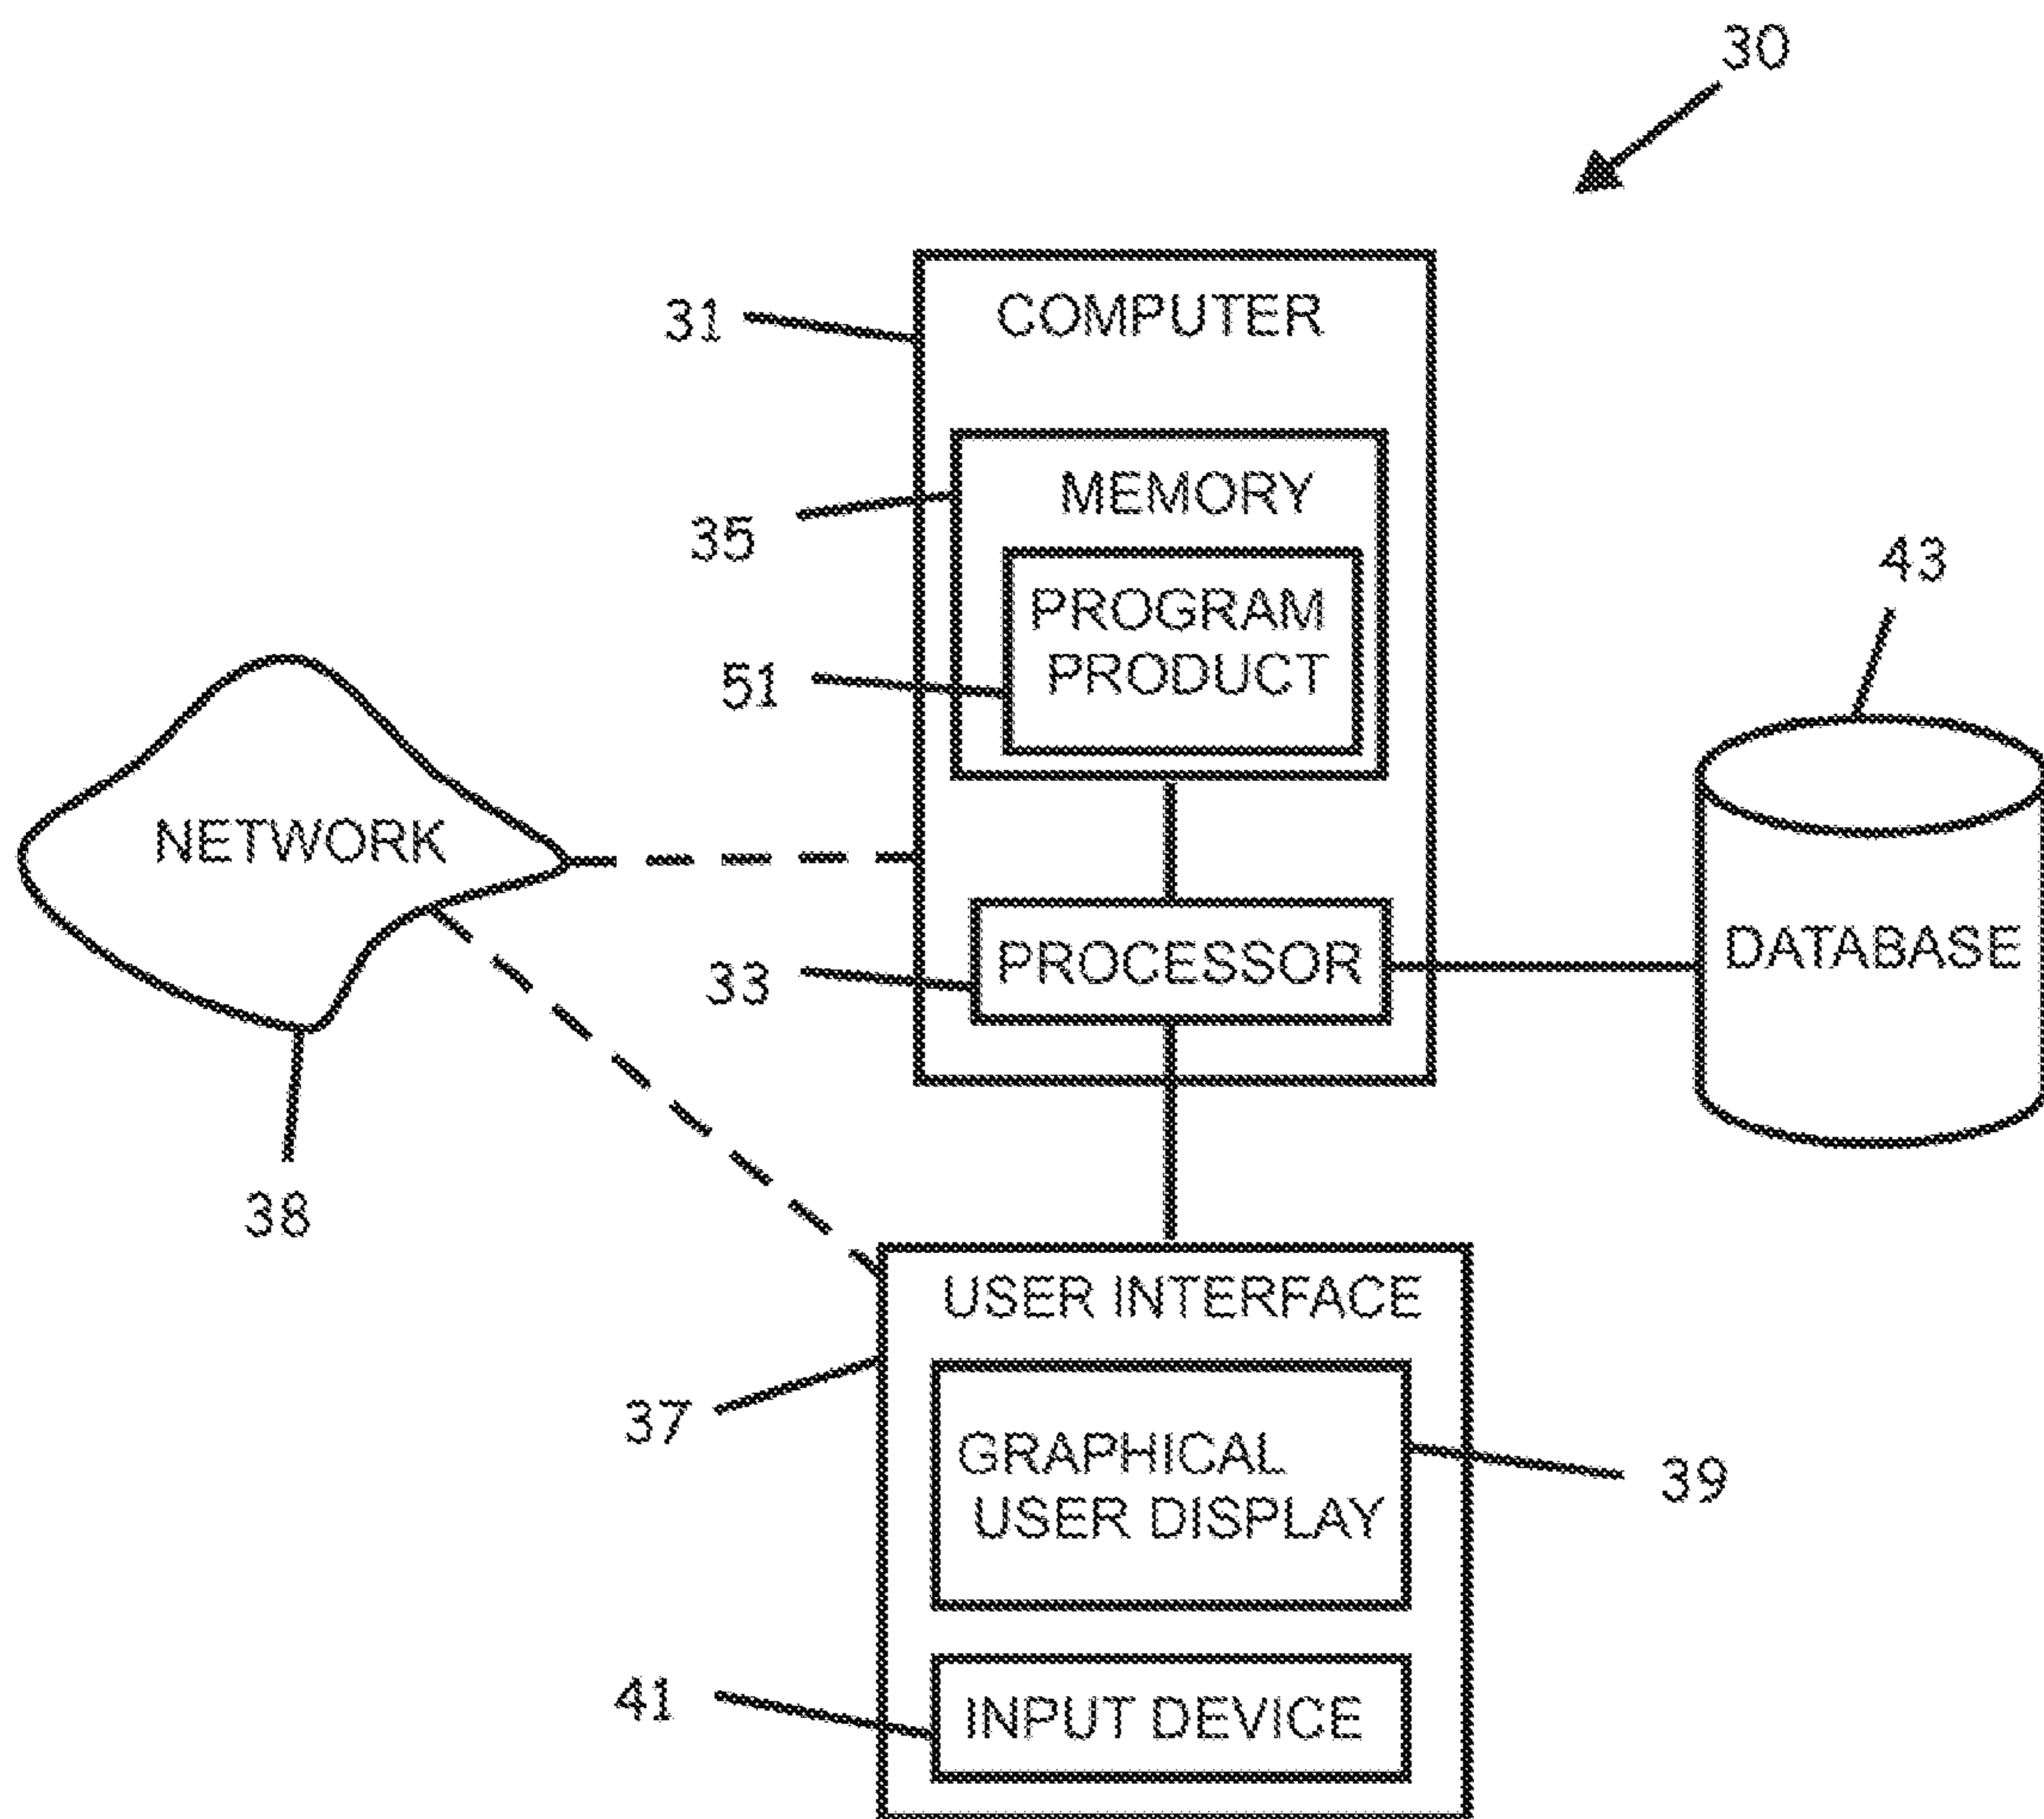 30
31
COMPUTER
35
MEMORY
51
PROGRAM
PRODUCT
43
NETWORK
38
33
PROCESSOR
DATABASE
USER INTERFACE
37
GRAPHICAL
USER DISPLAY
39
41
INPUT DEVICE